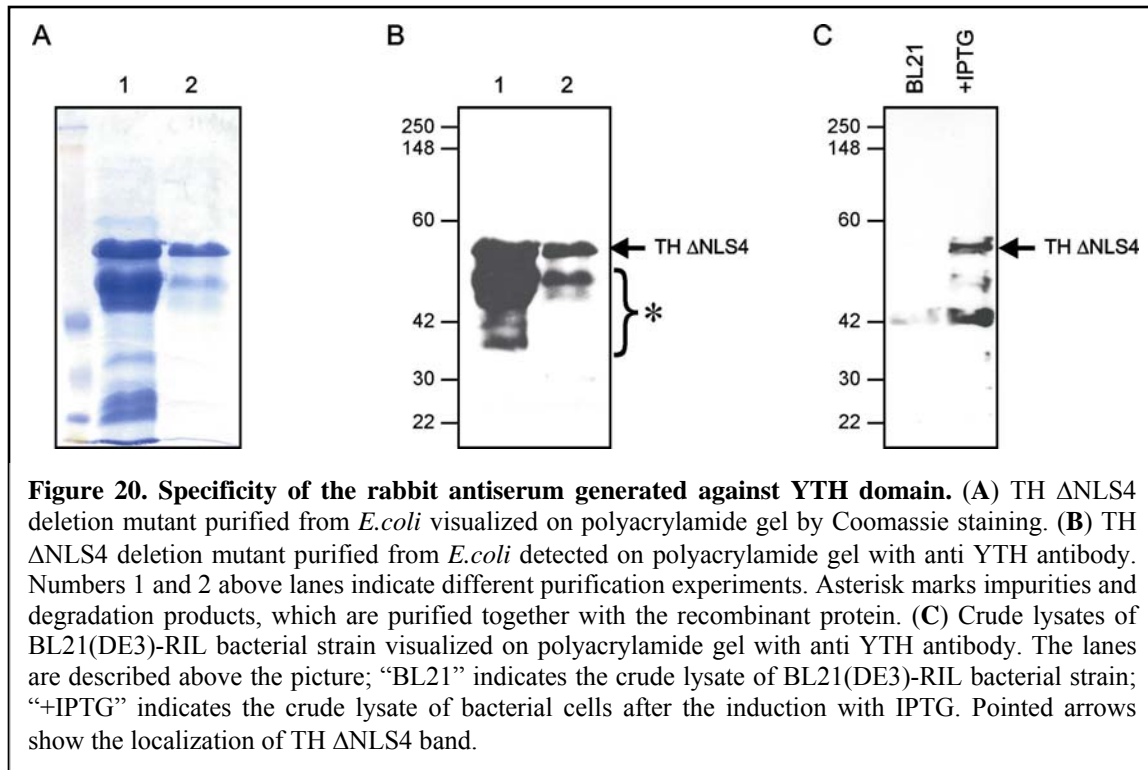 A
B
C
1 2
1 2
BL21
+IPTG
250
148
60
42
30
22
TH ΔNLS4
*
250
148
60
42
30
22
TH ΔNLS4
Figure 20. Specificity of the rabbit antiserum generated against YTH domain. (A) TH ΔNLS4
deletion mutant purified from E.coli visualized on polyacrylamide gel by Coomassie staining. (B) TH
ΔNLS4 deletion mutant purified from E.coli detected on polyacrylamide gel with anti YTH antibody.
Numbers 1 and 2 above lanes indicate different purification experiments. Asterisk marks impurities and
degradation products, which are purified together with the recombinant protein. (C) Crude lysates of
BL21(DE3)-RIL bacterial strain visualized on polyacrylamide gel with anti YTH antibody. The lanes
are described above the picture; “BL21” indicates the crude lysate of BL21(DE3)-RIL bacterial strain;
“+IPTG” indicates the crude lysate of bacterial cells after the induction with IPTG. Pointed arrows
show the localization of TH ΔNLS4 band.